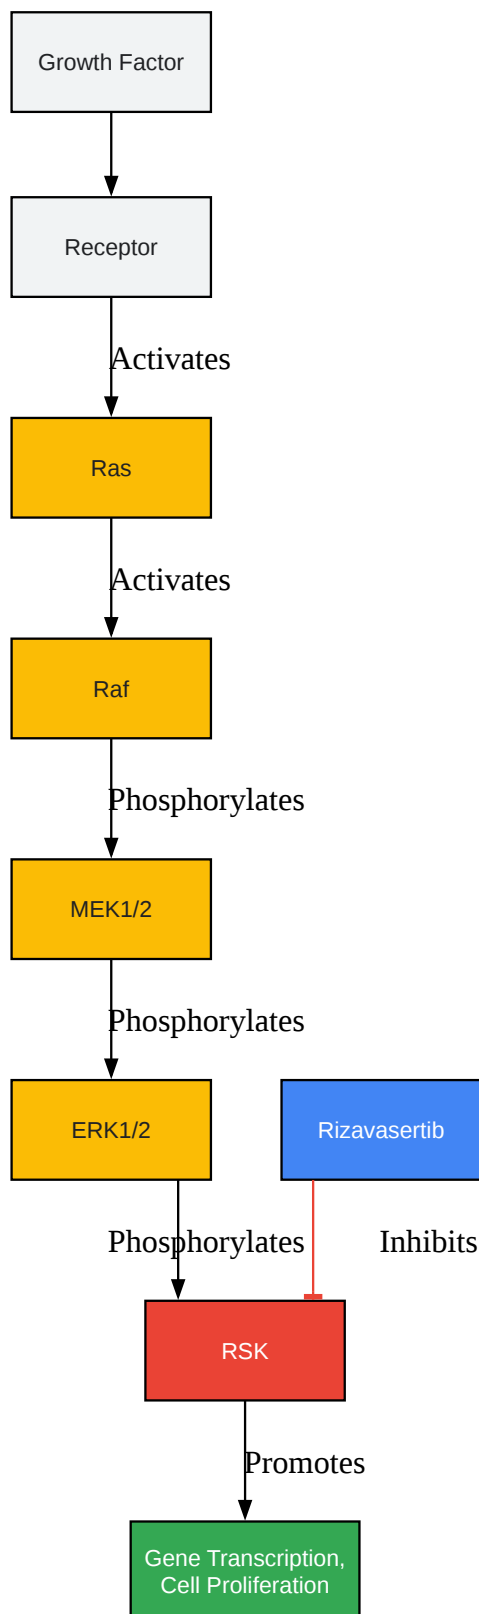 Growth Factor
Receptor
Activates
Ras
Activates
Raf
Phosphorylates
MEK1/2
Phosphorylates
ERK1/2
Rizavasertib
Phosphorylates
Inhibits
RSK
Promotes
Gene Transcription,
Cell Proliferation